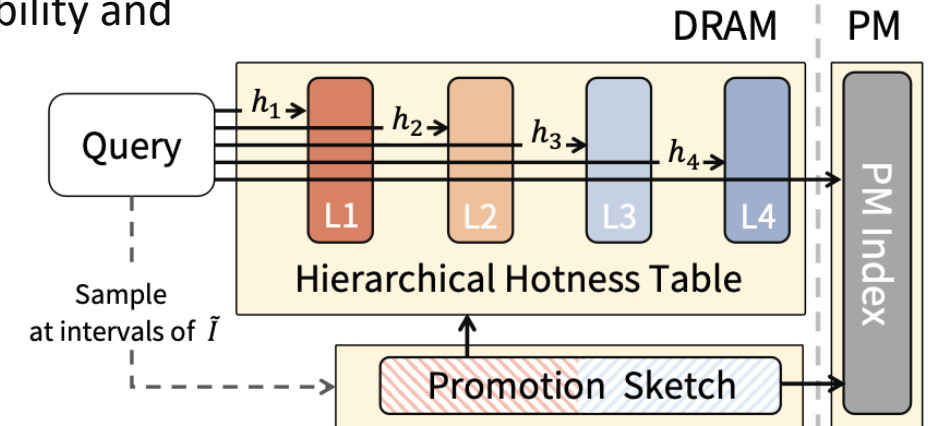 bility and
DRAM
PM
Query
h₁
h₂
h₃
h₄
L1
L2
L3
L4
Hierarchical Hotness Table
PM Index
Sample
at intervals of Ĩ
Promotion Sketch